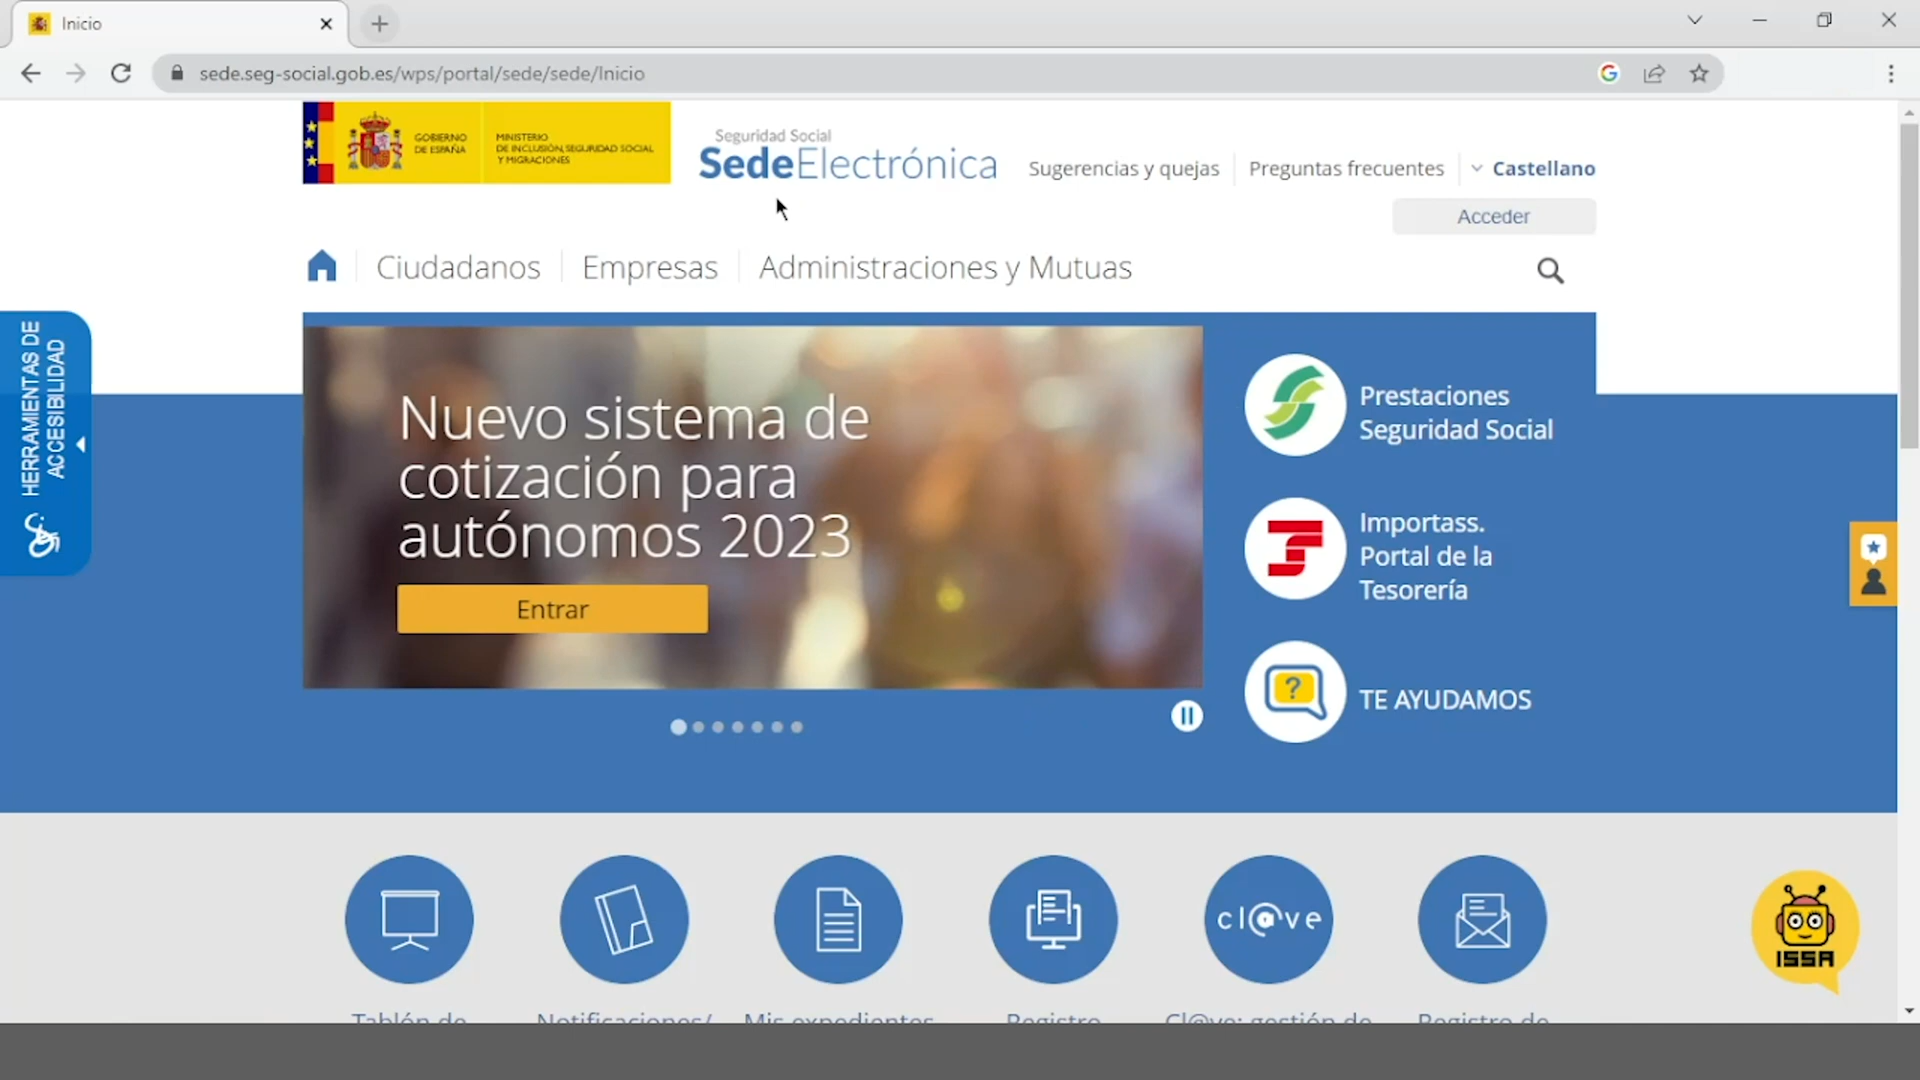 Inicio
sede.seg-social.gob.es/wps/portal/sede/sede/Inicio
GOBIERNO
DE ESPAÑA
MINISTERIO
DE INCLUSIÓN, SEGURIDAD SOCIAL
Y MIGRACIONES
Seguridad Social
SedeElectrónica
Sugerencias y quejas
Preguntas frecuentes
Castellano
Acceder
Ciudadanos
Empresas
Administraciones y Mutuas
HERRAMIENTAS DE
ACCESIBLIDAD
Nuevo sistema de
cotización para
autónomos 2023
Entrar
Prestaciones
Seguridad Social
Importass.
Portal de la
Tesorería
TE AYUDAMOS
cl@ve
ISSA
Tablón de
Notificaciones/
Mis expedientes
Registro
Cl@ve: gestión de
Registro de